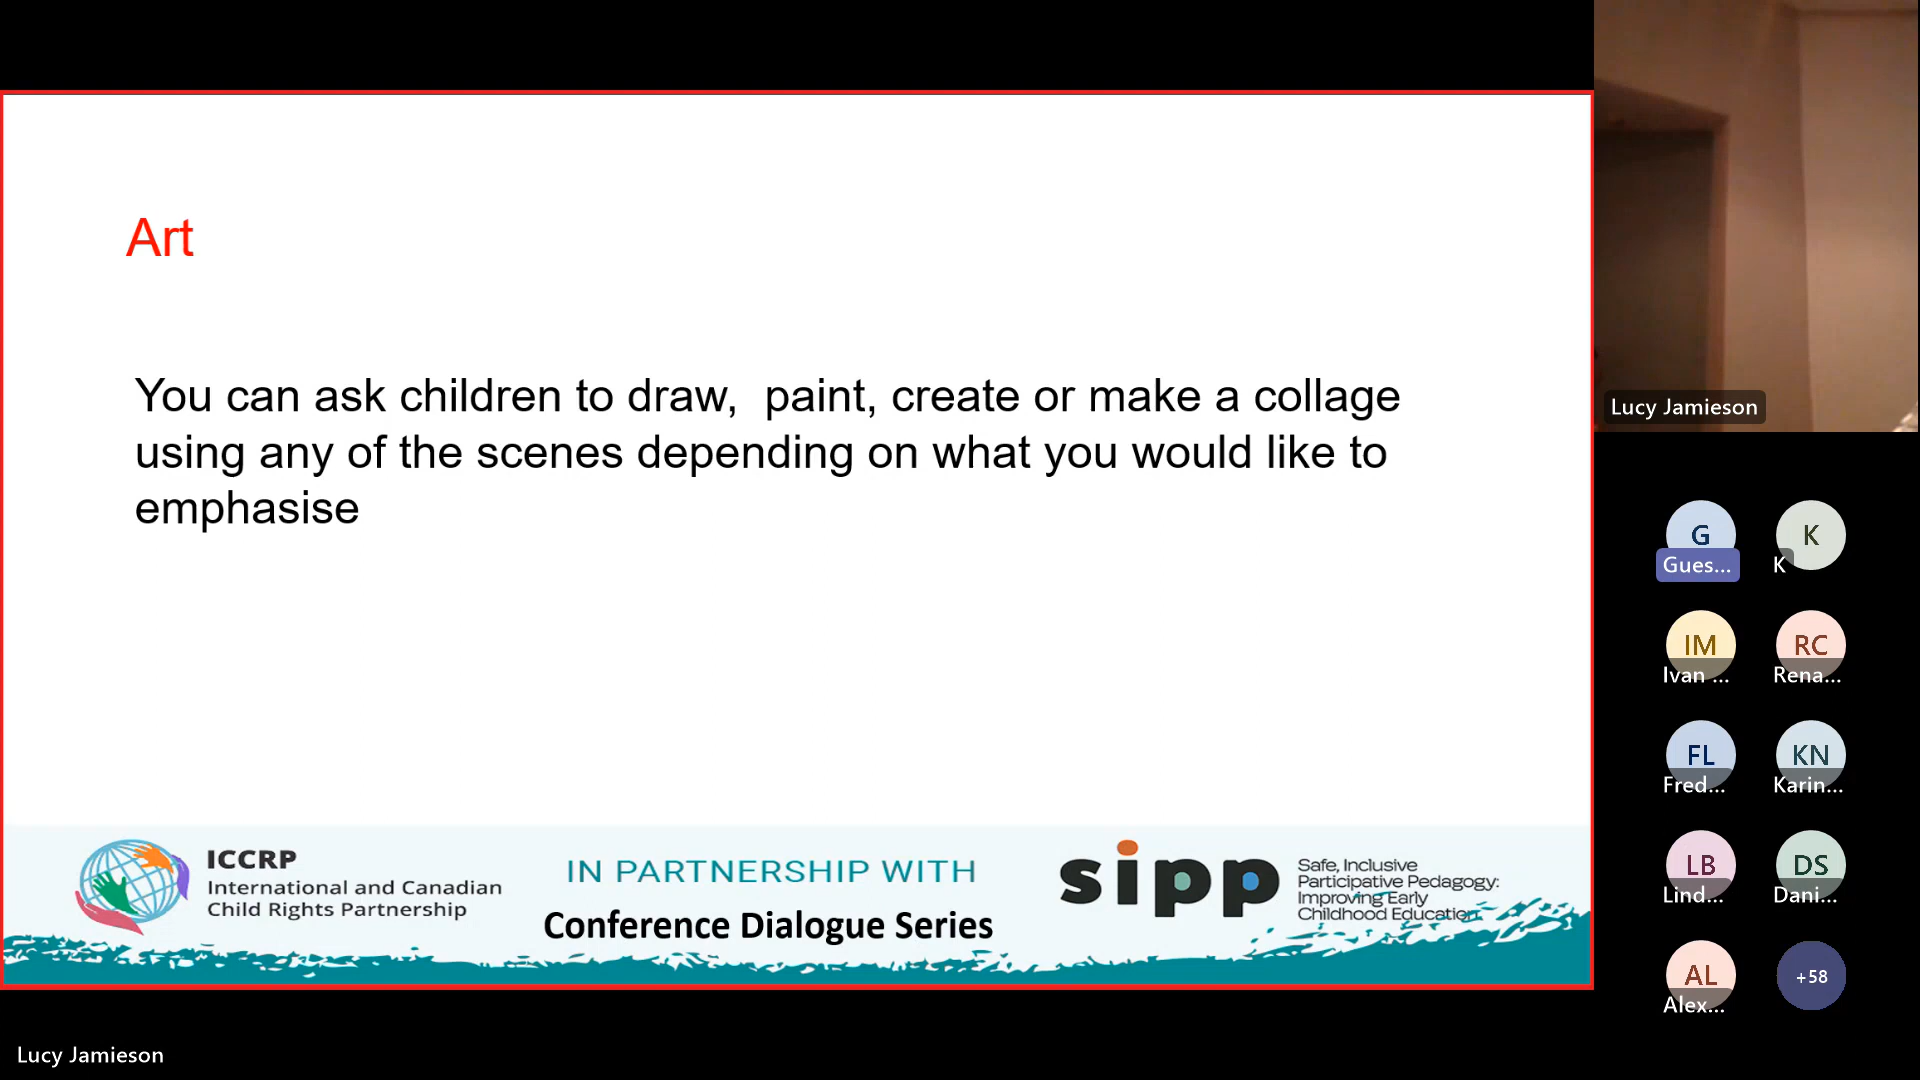 Art
You can ask children to draw,  paint, create or make a collage
using any of the scenes depending on what you would like to
emphasise
ICCRP
International and Canadian
Child Rights Partnership
IN PARTNERSHIP WITH
Conference Dialogue Series
sipp
Safe, Inclusive
Participative Pedagogy:
Improving Early
Childhood Education
Lucy Jamieson
G
Gues...
K
K
IM
Ivan ...
RC
Rena...
FL
Fred...
KN
Karin...
LB
Lind...
DS
Dani...
AL
Alex...
+58
Lucy Jamieson